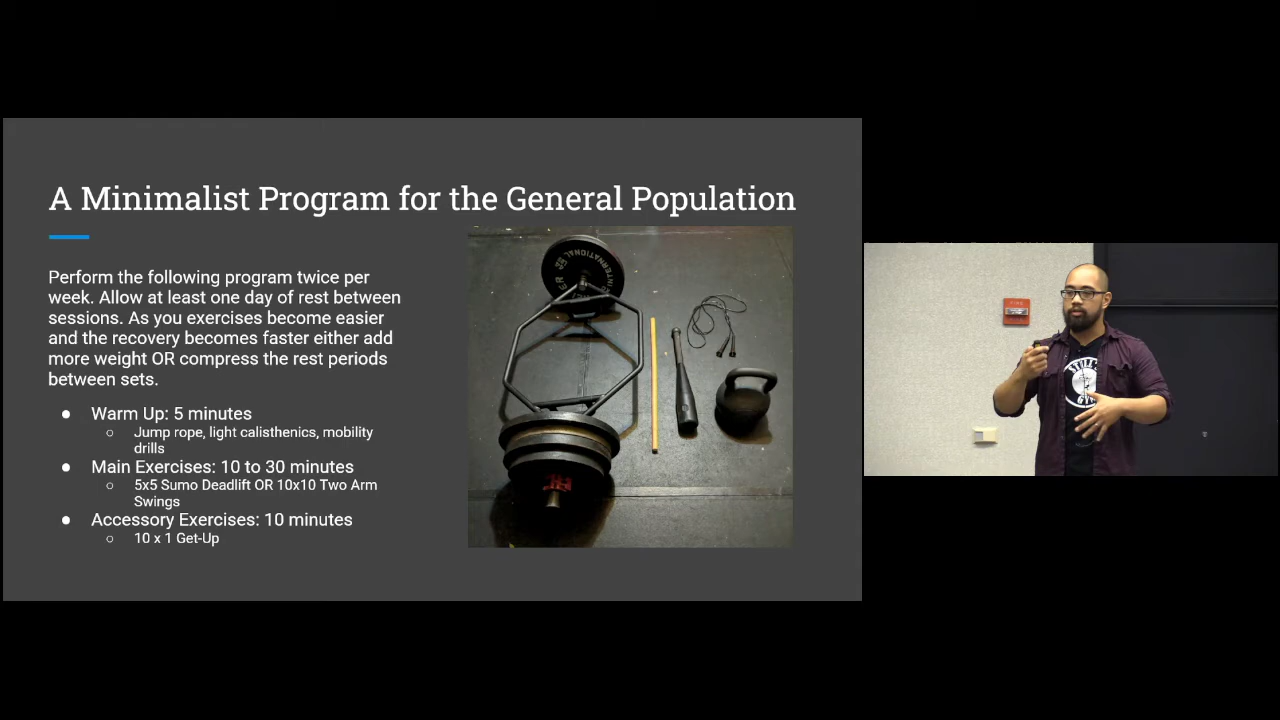 A Minimalist Program for the General Population
Perform the following program twice per
week. Allow at least one day of rest between
sessions. As you exercises become easier
and the recovery becomes faster either add
more weight OR compress the rest periods
between sets.
● Warm Up: 5 minutes
○ Jump rope, light calisthenics, mobility
drills
● Main Exercises: 10 to 30 minutes
○ 5x5 Sumo Deadlift OR 10x10 Two Arm
Swings
● Accessory Exercises: 10 minutes
○ 10 x 1 Get-Up
INTERNATIONAL